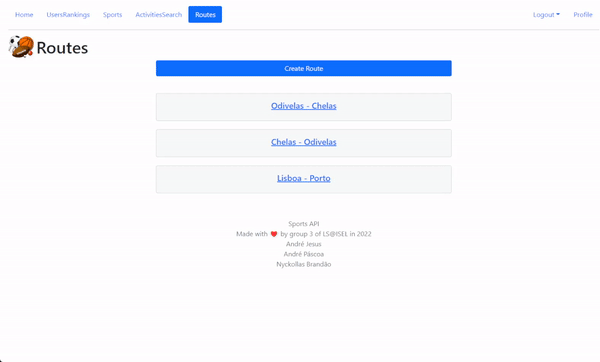 Home UsersRankings Sports ActivitiesSearch Routes Logout Profile
Routes
Create Route
Odivelas - Chelas
Chelas - Odivelas
Lisboa - Porto
Sports API
Made with ❤ by group 3 of LS@ISEL in 2022
André Jesus
André Páscoa
Nyckollas Brandão